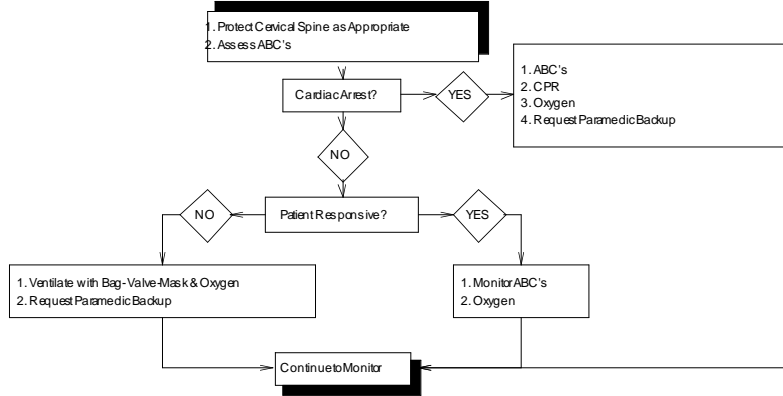 1. Protect Cervical Spine as Appropriate
2. Assess ABC's
Cardiac Arrest?
YES
1. ABC's
2. CPR
3. Oxygen
4. Request Paramedic Backup
NO
NO
Patient Responsive?
YES
1. Ventilate with Bag-Valve-Mask & Oxygen
2. Request Paramedic Backup
1. Monitor ABC's
2. Oxygen
Continue to Monitor